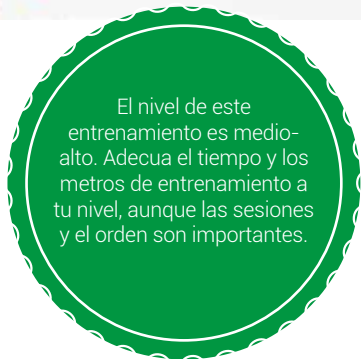 El nivel de este
entrenamiento es medio-
alto. Adecua el tiempo y los
metros de entrenamiento a
tu nivel, aunque las sesiones
y el orden son importantes.